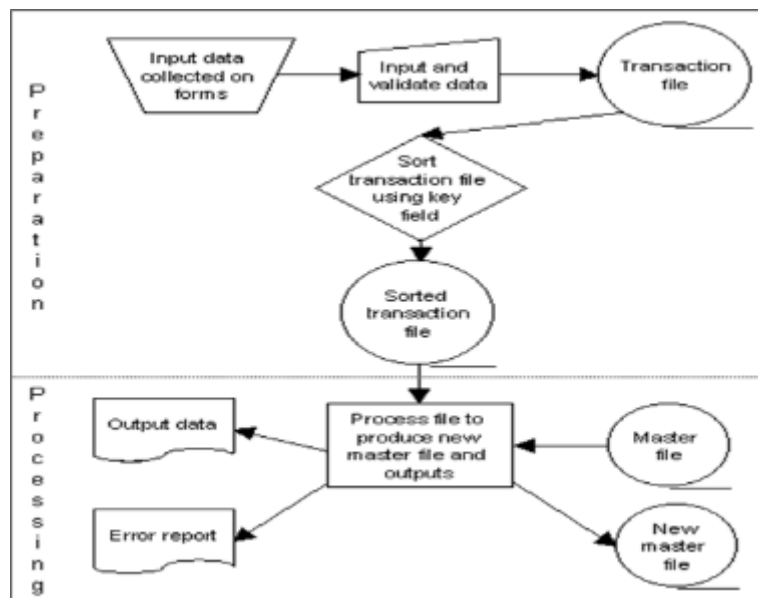 Preparation
Input data
collected on
forms
Input and
validate data
Transaction
file
Sort
transaction file
using key
field
Sorted
transaction
file
Processing
Output data
Process file to
produce new
master file and
outputs
Master
file
Error report
New
master
file